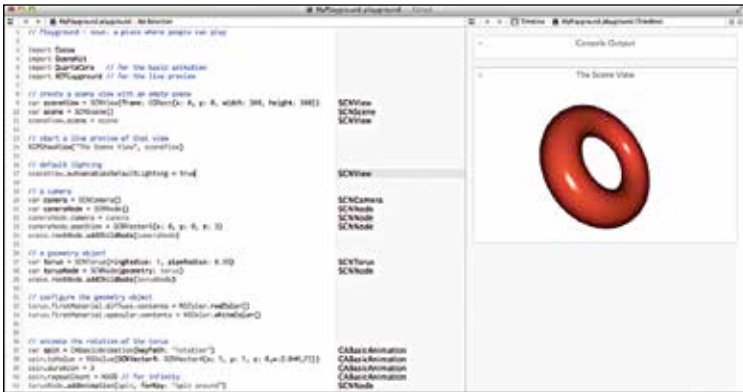 MyPlayground.playground
MyPlayground.playground › No Selection
// Playground - noun: a place where people can play
import Cocoa
import SceneKit
import QuartzCore // for the basic animation
import XCPlayground // for the live preview
// create a scene view with an empty scene
var sceneView = SCNView(frame: CGRect(x: 0, y: 0, width: 300, height: 300))
var scene = SCNScene()
sceneView.scene = scene
// start a live preview of that view
XCPShowView("The Scene View", sceneView)
// default lighting
sceneView.autoenablesDefaultLighting = true
// a camera
var camera = SCNCamera()
var cameraNode = SCNNode()
cameraNode.camera = camera
cameraNode.position = SCNVector3(x: 0, y: 0, z: 3)
scene.rootNode.addChildNode(cameraNode)
// a geometry object
var torus = SCNTorus(ringRadius: 1, pipeRadius: 0.35)
var torusNode = SCNNode(geometry: torus)
scene.rootNode.addChildNode(torusNode)
// configure the geometry object
torus.firstMaterial.diffuse.contents = NSColor.redColor()
torus.firstMaterial.specular.contents = NSColor.whiteColor()
// animate the rotation of the torus
var spin = CABasicAnimation(keyPath: "rotation")
spin.toValue =
spin.duration = 3
spin.repeatCount = HUGE // for infinity
torusNode.addAnimation(spin, forKey: "spin around")
SCNView
SCNScene
SCNView
SCNView
SCNCamera
SCNNode
SCNNode
SCNNode
SCNTorus
SCNNode
CABasicAnimation
CABasicAnimation
CABasicAnimation
CABasicAnimation
SCNNode
Timeline
MyPlayground.playground (Timeline)
Console Output
The Scene View